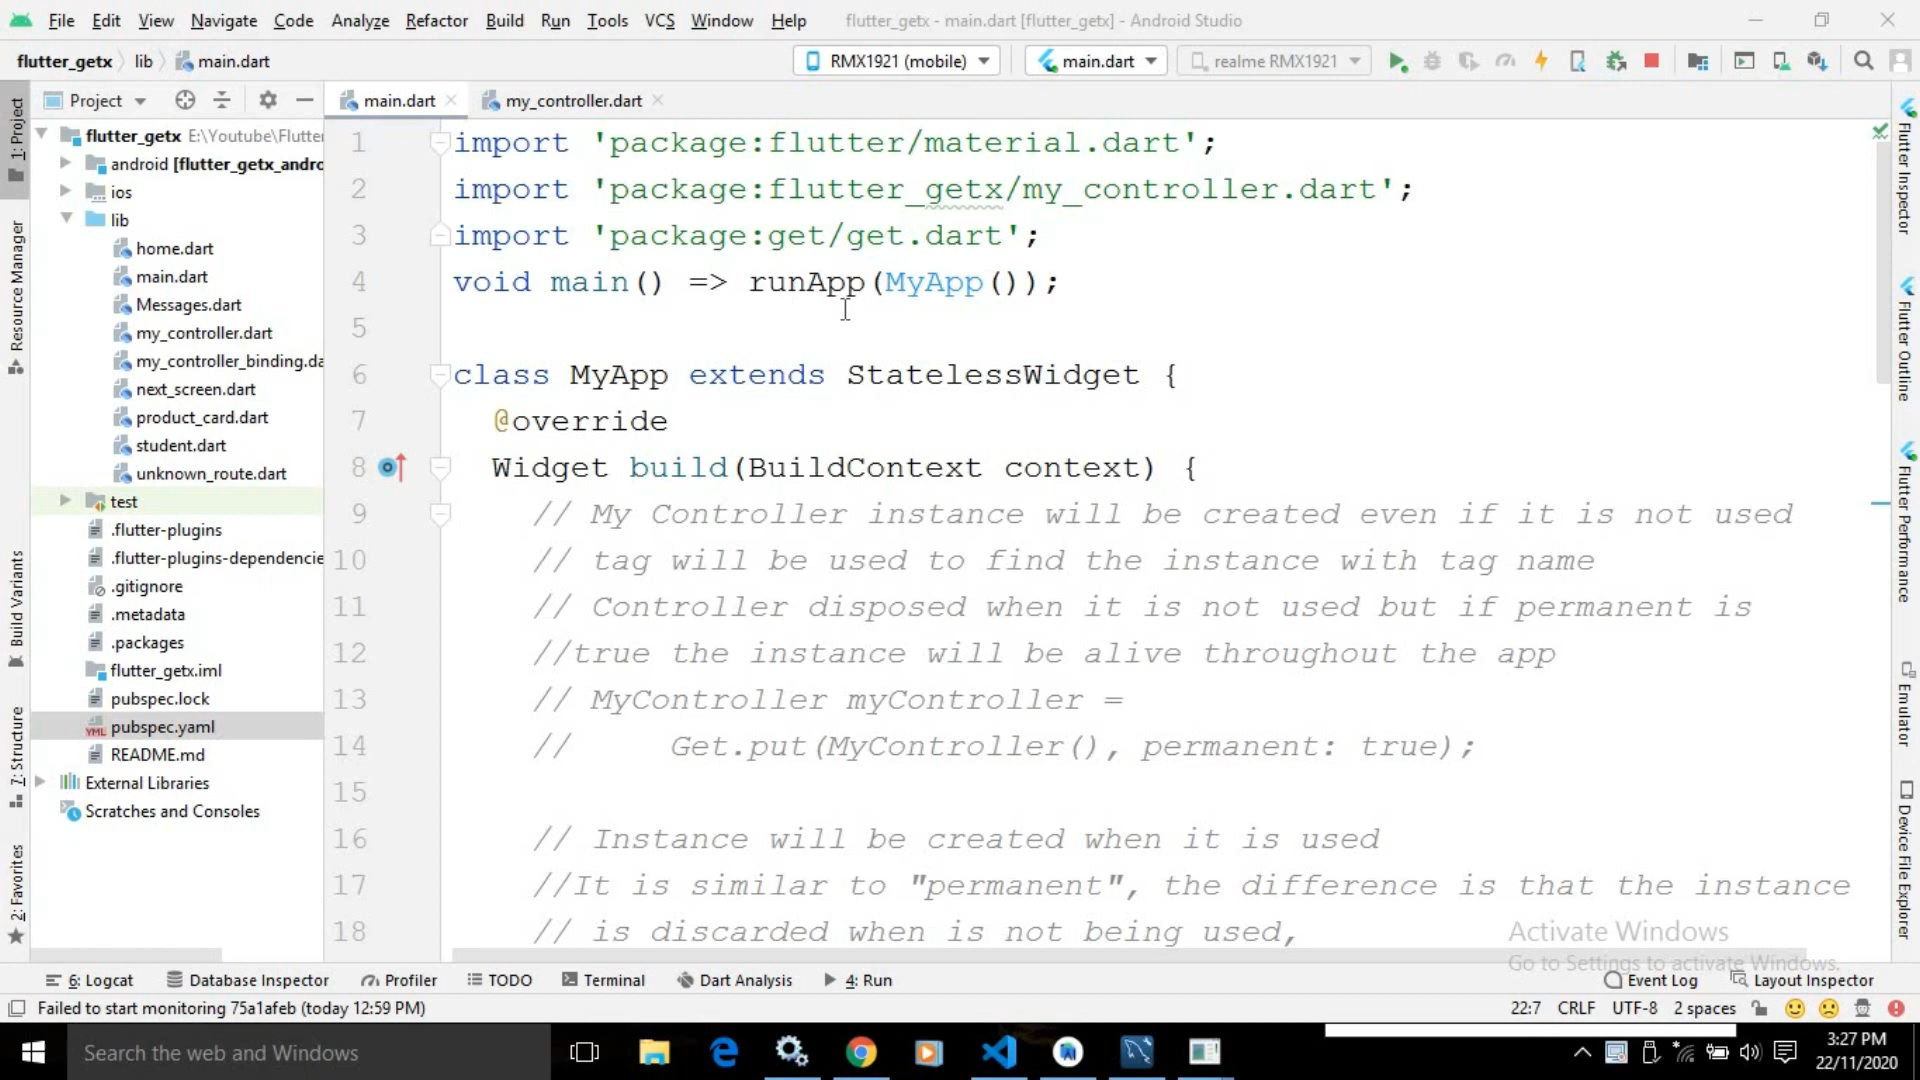 File Edit View Navigate Code Analyze Refactor Build Run Tools VCS Window Help flutter_getx - main.dart [flutter_getx] - Android Studio
flutter_getx lib main.dart RMX1921 (mobile) main.dart realme RMX1921
Project main.dart my_controller.dart
1: Project
Resource Manager
Build Variants
7: Structure
2: Favorites
flutter_getx E:\Youtube\Flutter
android [flutter_getx_andro
ios
lib
home.dart
main.dart
Messages.dart
my_controller.dart
my_controller_binding.da
next_screen.dart
product_card.dart
student.dart
unknown_route.dart
test
.flutter-plugins
.flutter-plugins-dependencie
.gitignore
.metadata
.packages
flutter_getx.iml
pubspec.lock
YML pubspec.yaml
README.md
External Libraries
Scratches and Consoles
1 import 'package:flutter/material.dart';
2 import 'package:flutter_getx/my_controller.dart';
3 import 'package:get/get.dart';
4 void main() => runApp(MyApp());
5
6 class MyApp extends StatelessWidget {
7 @override
8 Widget build(BuildContext context) {
9 // My Controller instance will be created even if it is not used
10 // tag will be used to find the instance with tag name
11 // Controller disposed when it is not used but if permanent is
12 //true the instance will be alive throughout the app
13 // MyController myController =
14 // Get.put(MyController(), permanent: true);
15
16 // Instance will be created when it is used
17 //It is similar to "permanent", the difference is that the instance
18 // is discarded when is not being used,
Flutter Inspector
Flutter Outline
Flutter Performance
Emulator
Device File Explorer
Activate Windows
Go to Settings to activate Windows.
6: Logcat Database Inspector Profiler TODO Terminal Dart Analysis 4: Run Event Log Layout Inspector
Failed to start monitoring 75a1afeb (today 12:59 PM) 22:7 CRLF UTF-8 2 spaces
Search the web and Windows
3:27 PM
22/11/2020